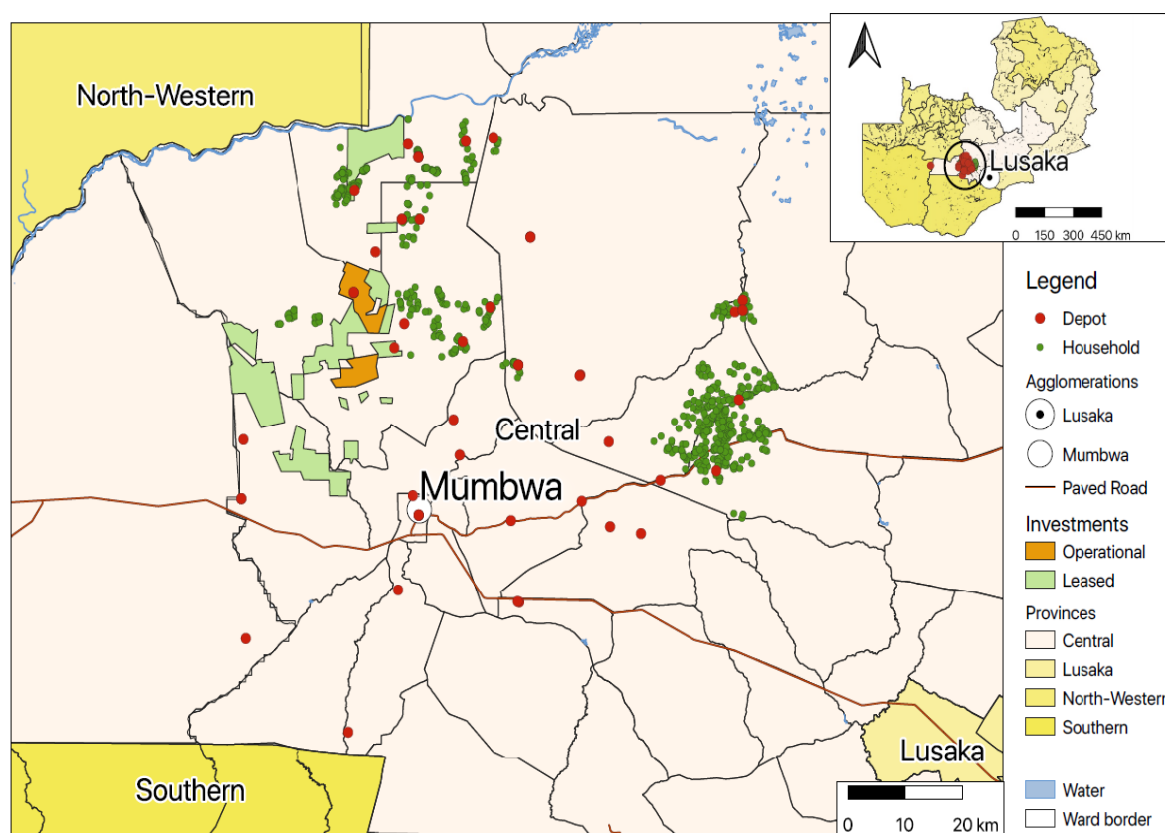 North-Western
Central
Mumbwa
Southern
Lusaka
0 10 20 km
Lusaka
0 150 300 450 km
Legend
Depot
Household
Agglomerations
Lusaka
Mumbwa
Paved Road
Investments
Operational
Leased
Provinces
Central
Lusaka
North-Western
Southern
Water
Ward border